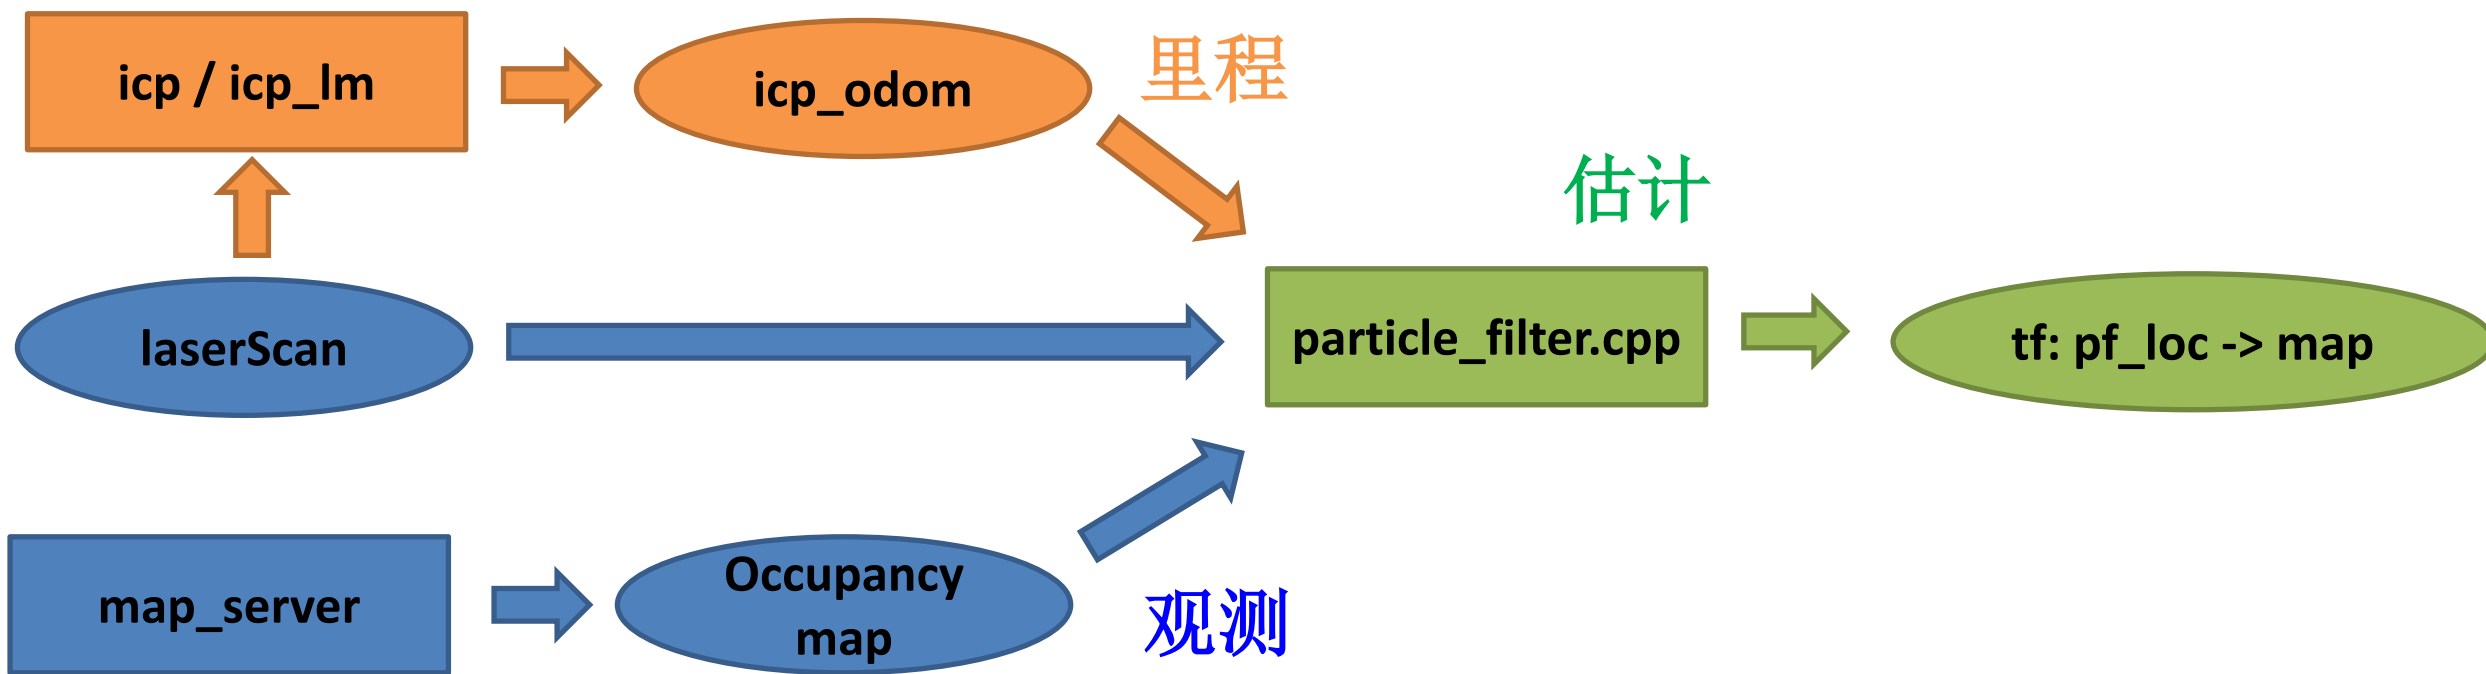 icp / icp_lm
icp_odom
里程
估计
laserScan
particle_filter.cpp
tf: pf_loc -> map
map_server
Occupancy
map
观测